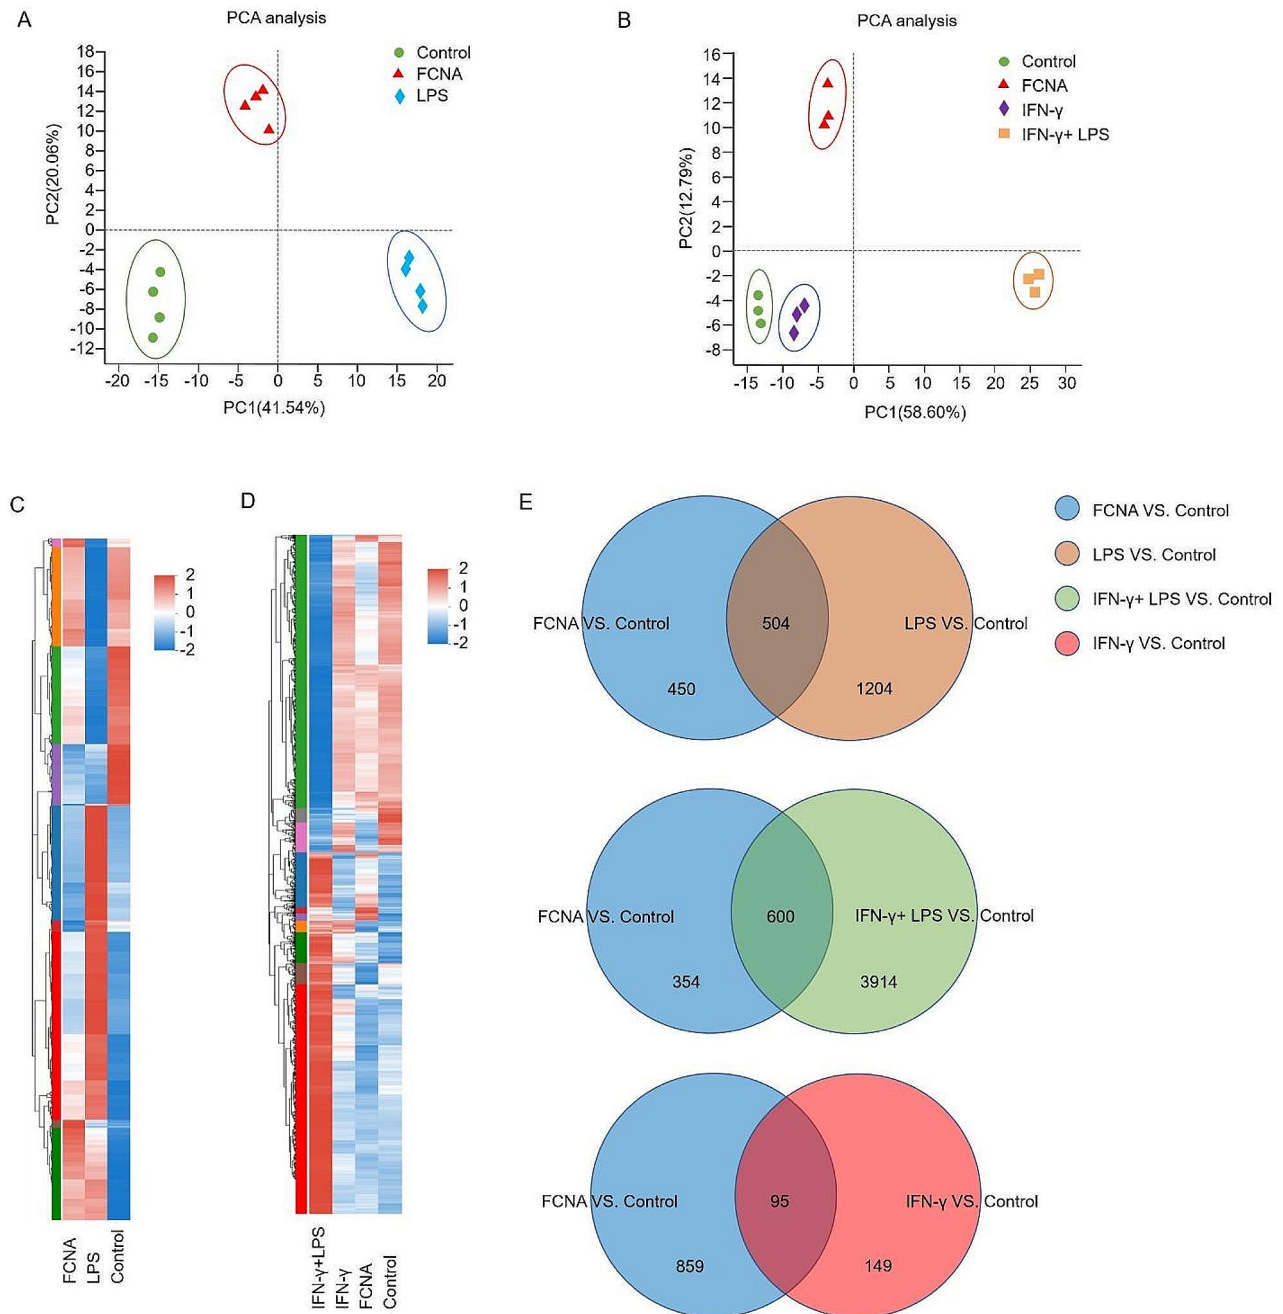 A
PCA analysis
18
16
14
12
10
8
6
4
2
0
-2
-4
-6
-8
-10
-12
PC2(20.06%)
-20 -15 -10 -5 0 5 10 15 20
PC1(41.54%)
Control
FCNA
LPS
B
PCA analysis
16
14
12
10
8
6
4
2
0
-2
-4
-6
-8
PC2(12.79%)
-15 -10 -5 0 5 10 15 20 25 30
PC1(58.60%)
Control
FCNA
IFN-γ
IFN-γ+ LPS
C
2
1
0
-1
-2
FCNA
LPS
Control
D
2
1
0
-1
-2
IFN-γ+LPS
IFN-γ
FCNA
Control
E
FCNA VS. Control
504
LPS VS. Control
450
1204
FCNA VS. Control
600
IFN-γ+ LPS VS. Control
354
3914
FCNA VS. Control
95
IFN-γ VS. Control
859
149
FCNA VS. Control
LPS VS. Control
IFN-γ+ LPS VS. Control
IFN-γ VS. Control